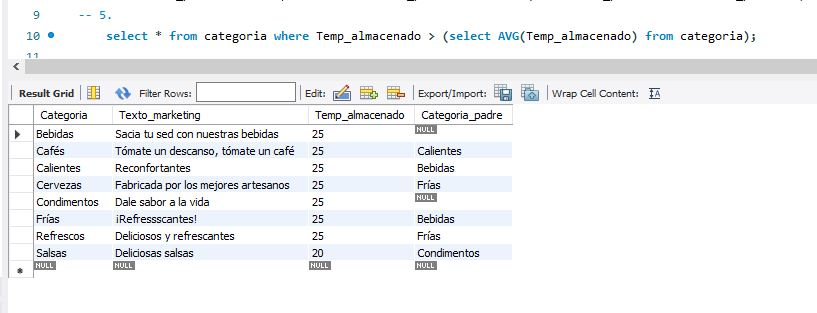 9 -- 5.
10 select * from categoria where Temp_almacenado > (select AVG(Temp_almacenado) from categoria);
11
Result Grid Filter Rows: Edit: Export/Import: Wrap Cell Content:
Categoria Texto_marketing Temp_almacenado Categoria_padre
Bebidas Sacia tu sed con nuestras bebidas 25 NULL
Cafés Tómate un descanso, tómate un café 25 Calientes
Calientes Reconfortantes 25 Bebidas
Cervezas Fabricada por los mejores artesanos 25 Frías
Condimentos Dale sabor a la vida 25 NULL
Frías ¡Refressscantes! 25 Bebidas
Refrescos Deliciosos y refrescantes 25 Frías
Salsas Deliciosas salsas 20 Condimentos
NULL NULL NULL NULL